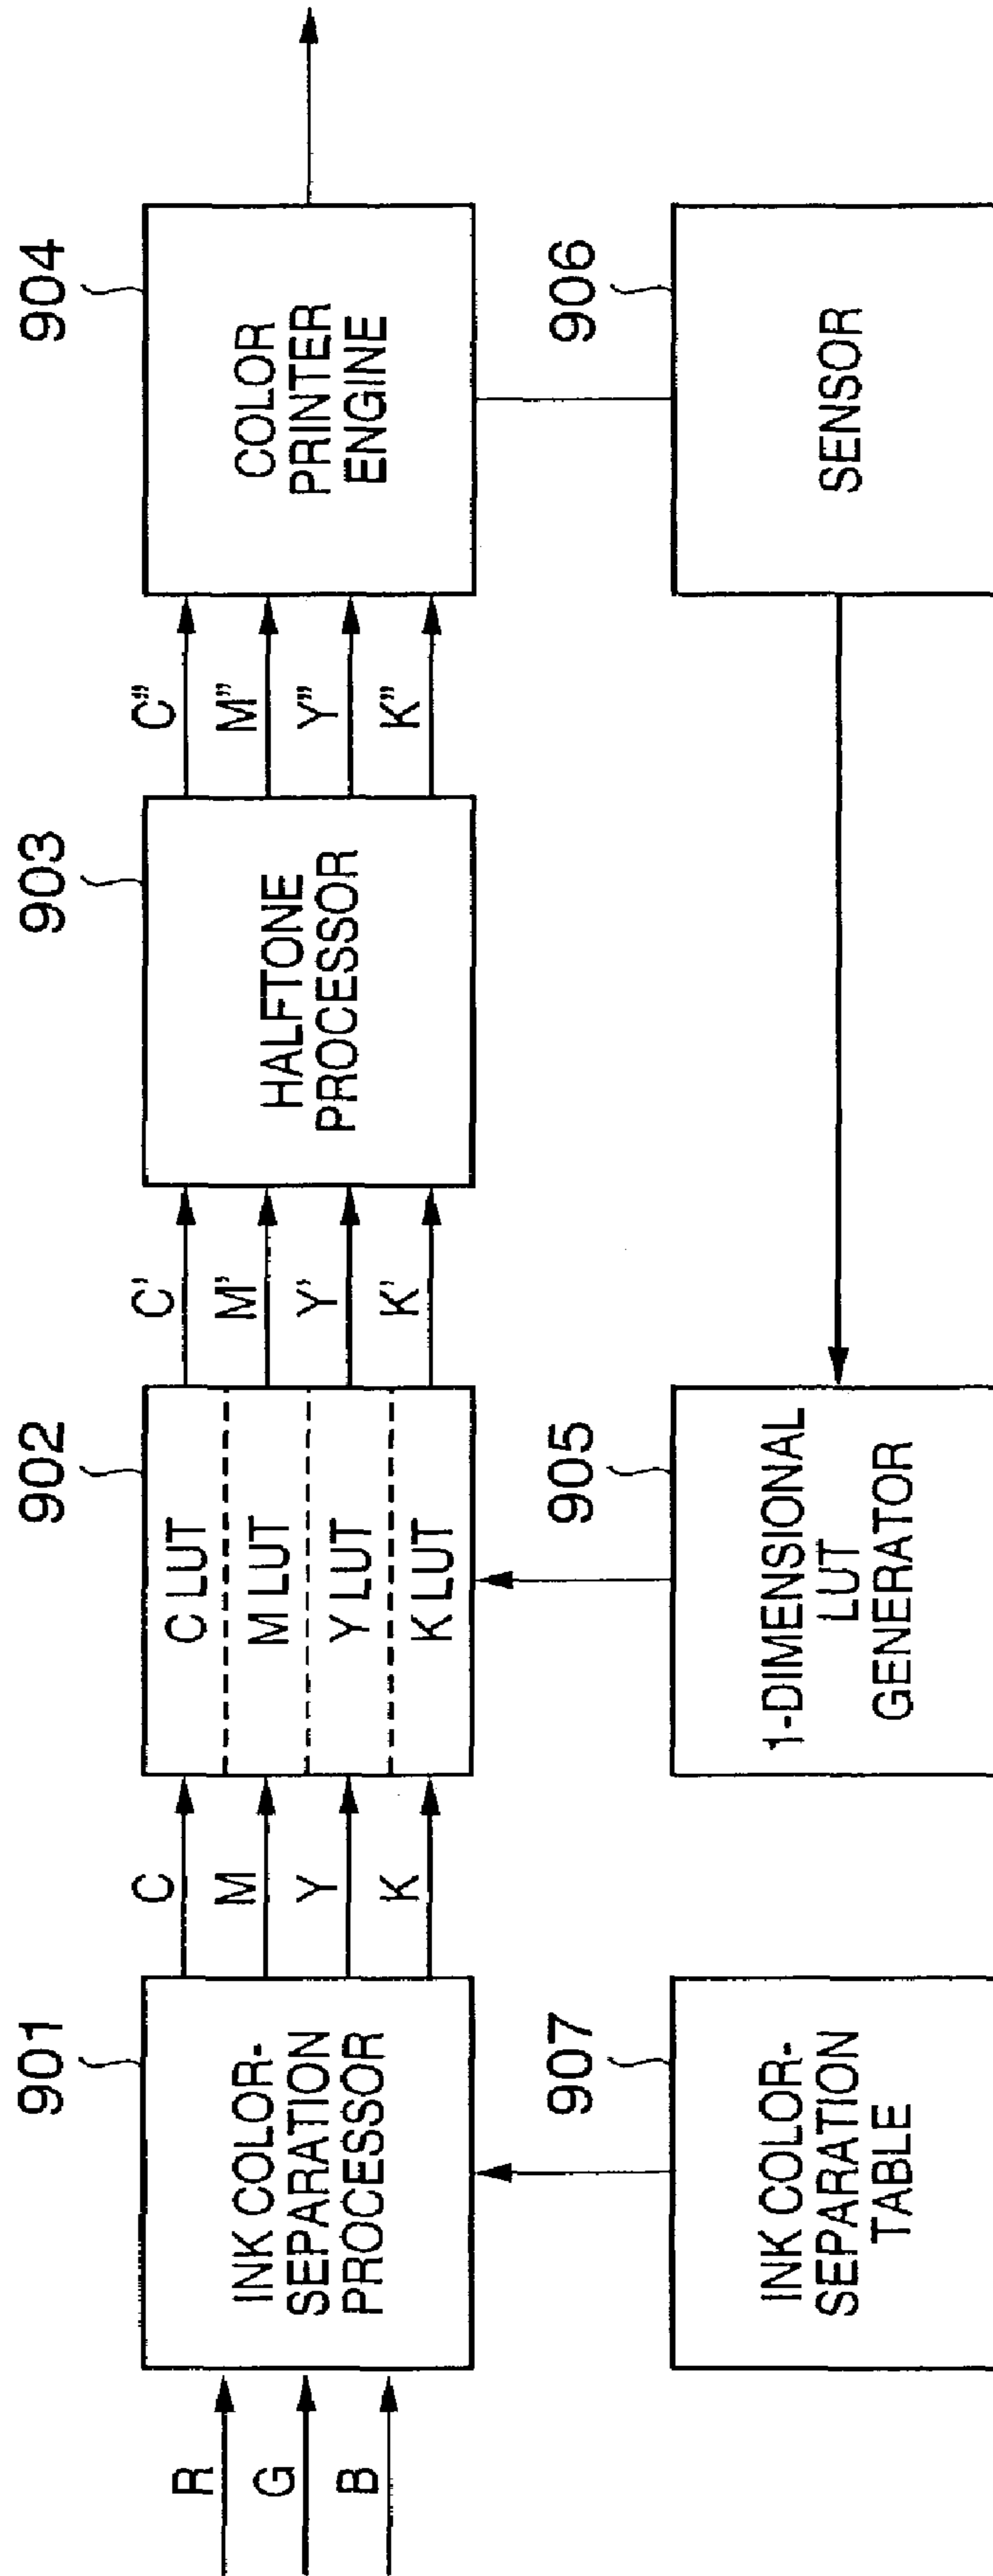 R
G
B
901
INK COLOR-
SEPARATION
PROCESSOR
C
M
Y
K
902
C LUT
M LUT
Y LUT
K LUT
C'
M'
Y'
K'
903
HALFTONE
PROCESSOR
C"
M"
Y"
K"
904
COLOR
PRINTER
ENGINE
907
INK COLOR-
SEPARATION
TABLE
905
1-DIMENSIONAL
LUT
GENERATOR
906
SENSOR